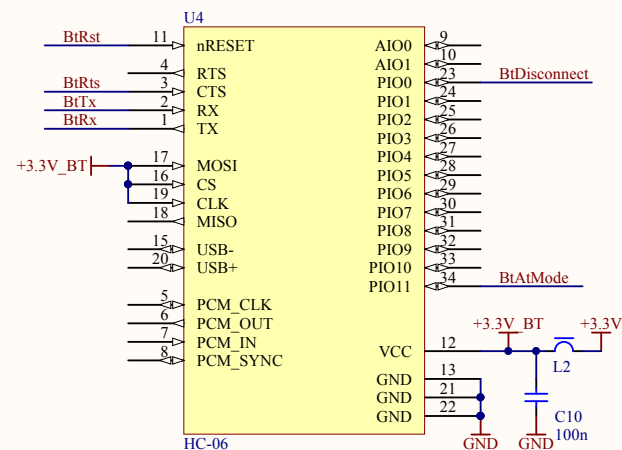 U4
BtRst 11 nRESET
4 RTS
BtRts 3 CTS
BtTx 2 RX
BtRx 1 TX
+3.3V_BT 17 MOSI
16 CS
19 CLK
18 MISO
15 USB-
20 USB+
5 PCM_CLK
6 PCM_OUT
7 PCM_IN
8 PCM_SYNC
AIO0 9
AIO1 10
PIO0 23 BtDisconnect
PIO1 24
PIO2 25
PIO3 26
PIO4 27
PIO5 28
PIO6 29
PIO7 30
PIO8 31
PIO9 32
PIO10 33
PIO11 34 BtAtMode
+3.3V_BT +3.3V
VCC 12
L2
GND 13
GND 21
GND 22
C10
100n
GND GND
HC-06